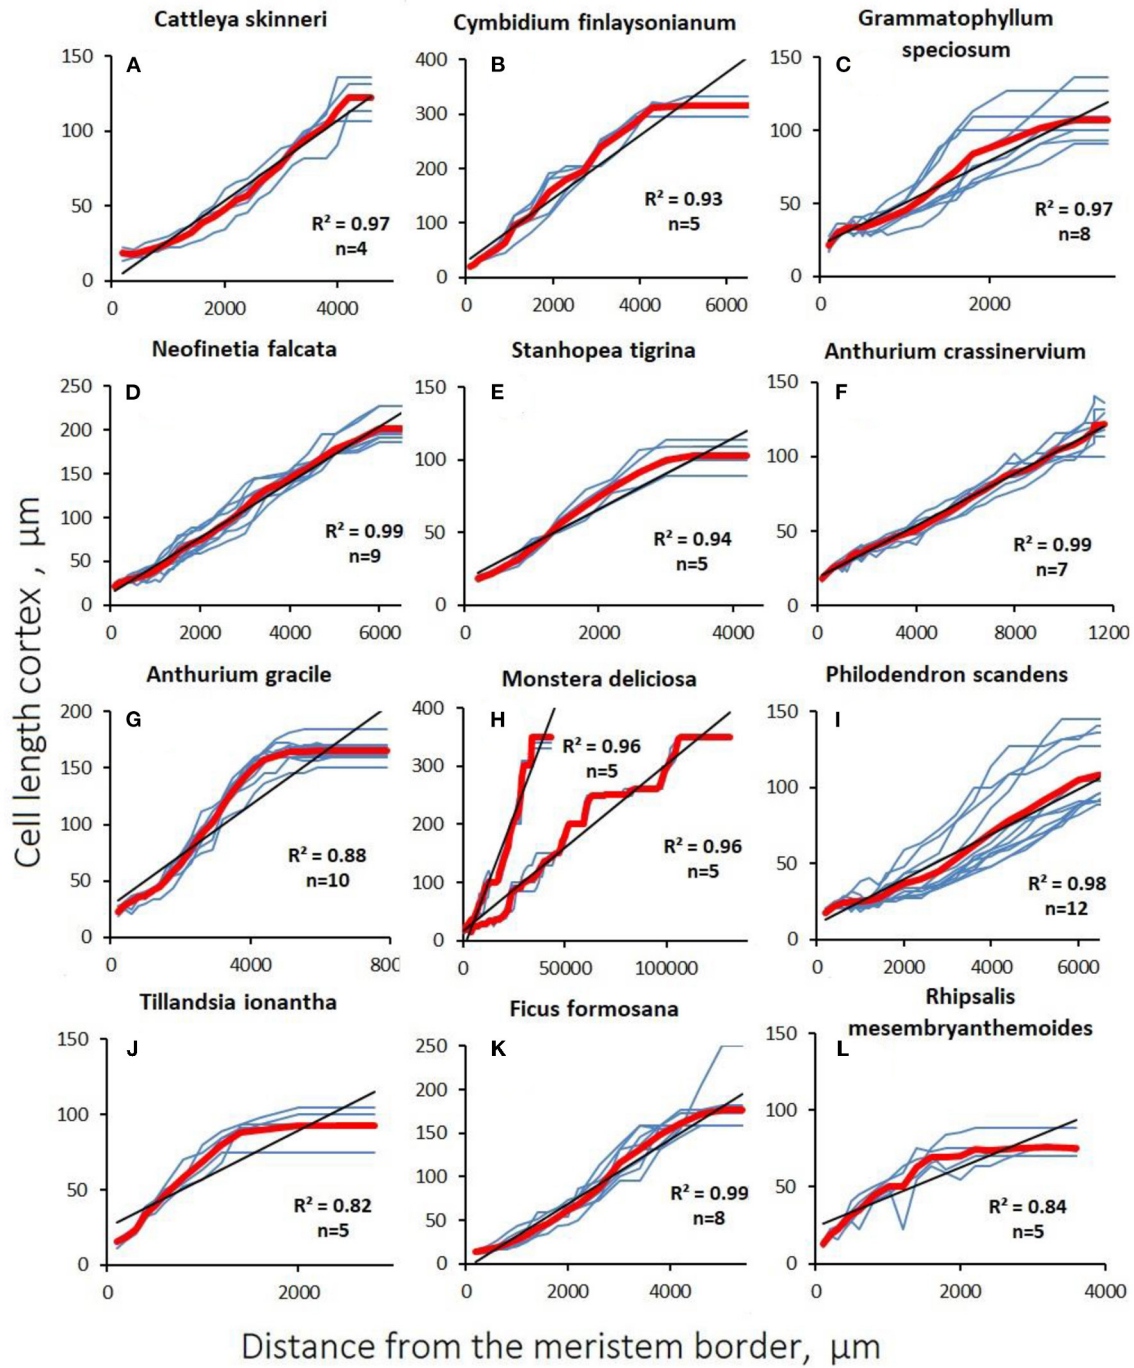 Cattleya skinneri
Cymbidium finlaysonianum
Grammatophyllum
speciosum
A
150
100
50
0
R² = 0.97
n=4
0 2000 4000
B
400
300
200
100
0
R² = 0.93
n=5
0 2000 4000 6000
C
150
100
50
0
R² = 0.97
n=8
0 2000
Neofinetia falcata
Stanhopea tigrina
Anthurium crassinervium
D
250
200
150
100
50
0
R² = 0.99
n=9
0 2000 4000 6000
E
150
100
50
0
R² = 0.94
n=5
0 2000 4000
F
150
100
50
0
R² = 0.99
n=7
0 4000 8000 1200
Cell length cortex , µm
Anthurium gracile
Monstera deliciosa
Philodendron scandens
G
200
150
100
50
0
R² = 0.88
n=10
0 4000 800
H
400
300
200
100
0
R² = 0.96
n=5
R² = 0.96
n=5
0 50000 100000
I
150
100
50
0
R² = 0.98
n=12
0 2000 4000 6000
Tillandsia ionantha
Ficus formosana
Rhipsalis
mesembryanthemoides
J
150
100
50
0
R² = 0.82
n=5
0 2000
K
250
200
150
100
50
0
R² = 0.99
n=8
0 2000 4000
L
150
100
50
0
R² = 0.84
n=5
0 2000 4000
Distance from the meristem border, µm